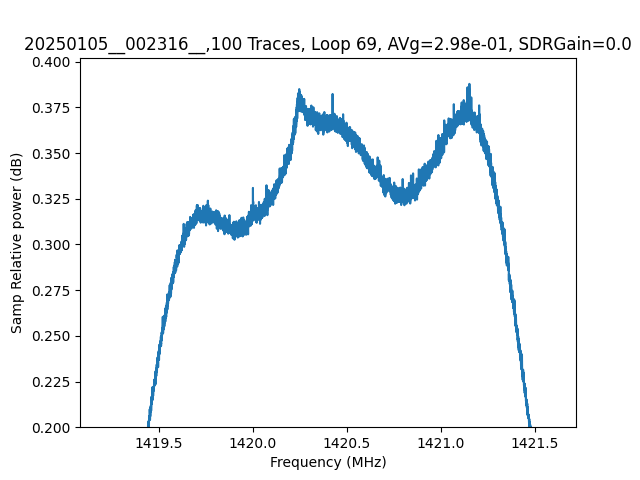 20250105__002316__,100 Traces, Loop 69, AVg=2.98e-01, SDRGain=0.0
0.400
0.375
0.350
0.325
0.300
0.275
0.250
0.225
0.200
Samp Relative power (dB)
1419.5 1420.0 1420.5 1421.0 1421.5
Frequency (MHz)